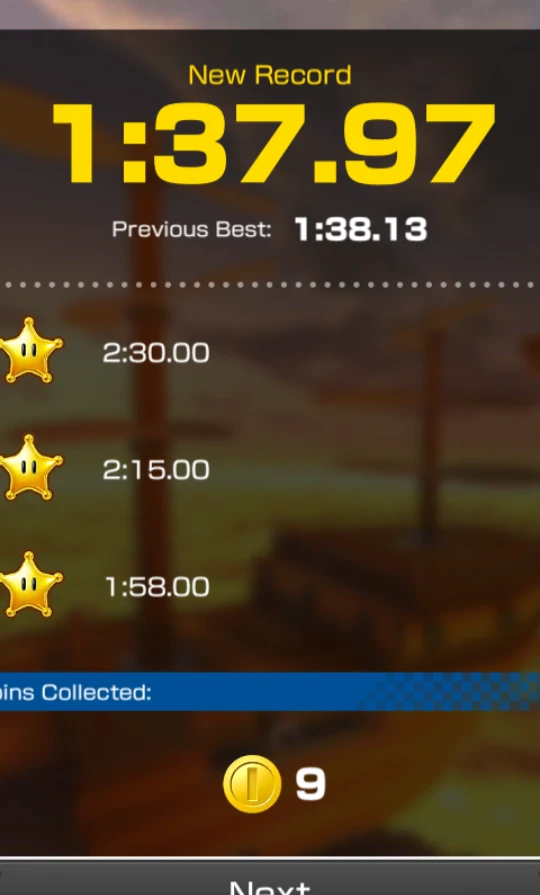 New Record
1:37.97
Previous Best: 1:38.13
2:30.00
2:15.00
1:58.00
oins Collected:
9
Next